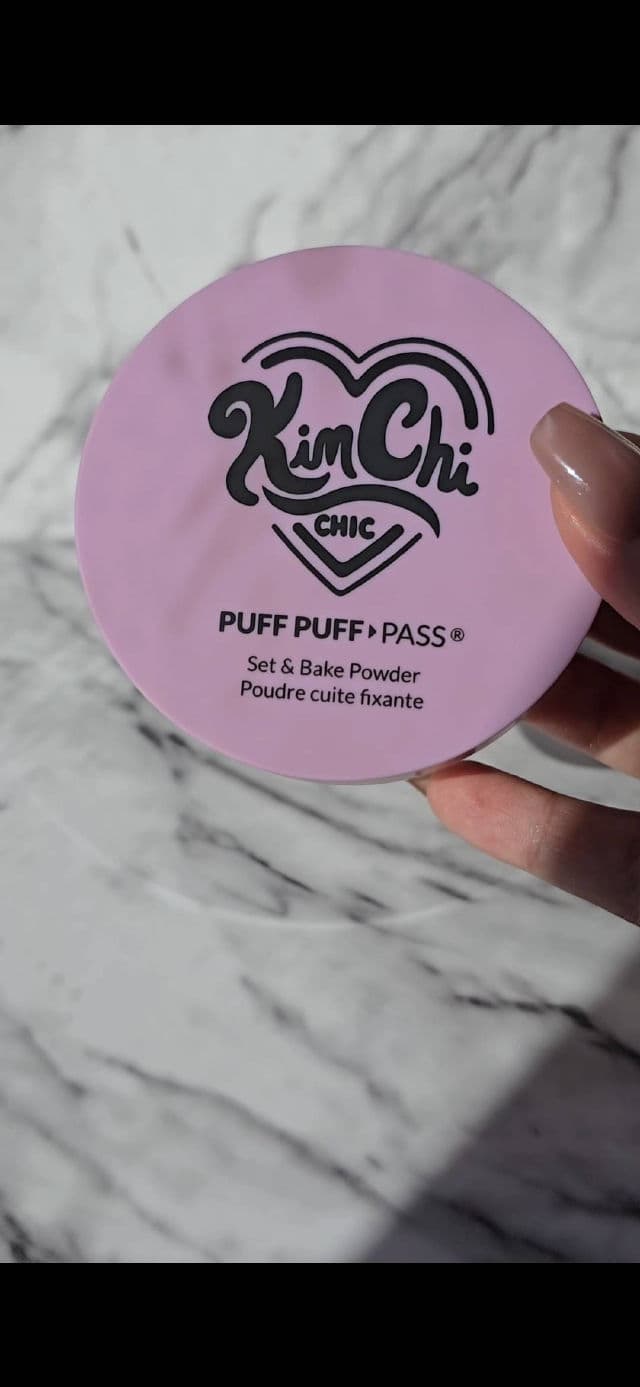 KimChi
CHIC
PUFF PUFF▸PASS®
Set & Bake Powder
Poudre cuite fixante